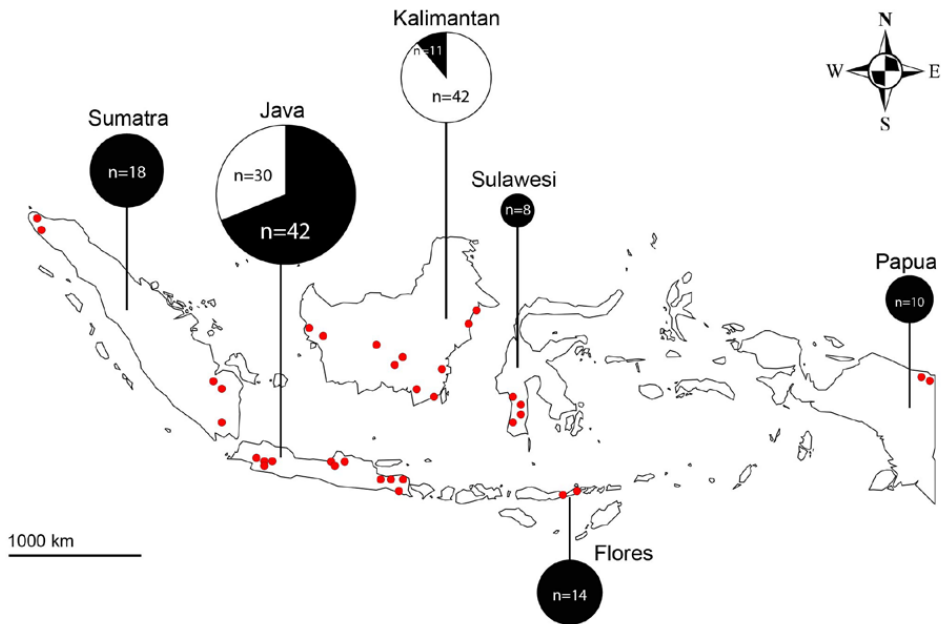 Kalimantan
n=11
n=42
N
W
E
S
Sumatra
n=18
Java
n=30
n=42
Sulawesi
n=8
Papua
n=10
1000 km
Flores
n=14